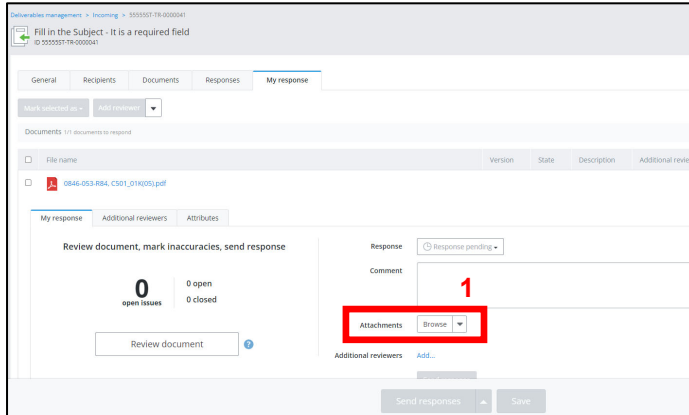 Deliverables management > Incoming > 55555ST-TR-0000041
Fill in the Subject - It is a required field
ID 55555ST-TR-0000041
General Recipients Documents Responses My response
Mark selected as Add reviewer
Documents 1/1 documents to respond
File name Version State Description Additional revie
0846-053-R84, CS01_01K(05).pdf
My response Additional reviewers Attributes
Review document, mark inaccuracies, send response
0
open issues
0 open
0 closed
Review document
?
Response Response pending
Comment
1
Attachments Browse
Additional reviewers Add...
Send responses Save